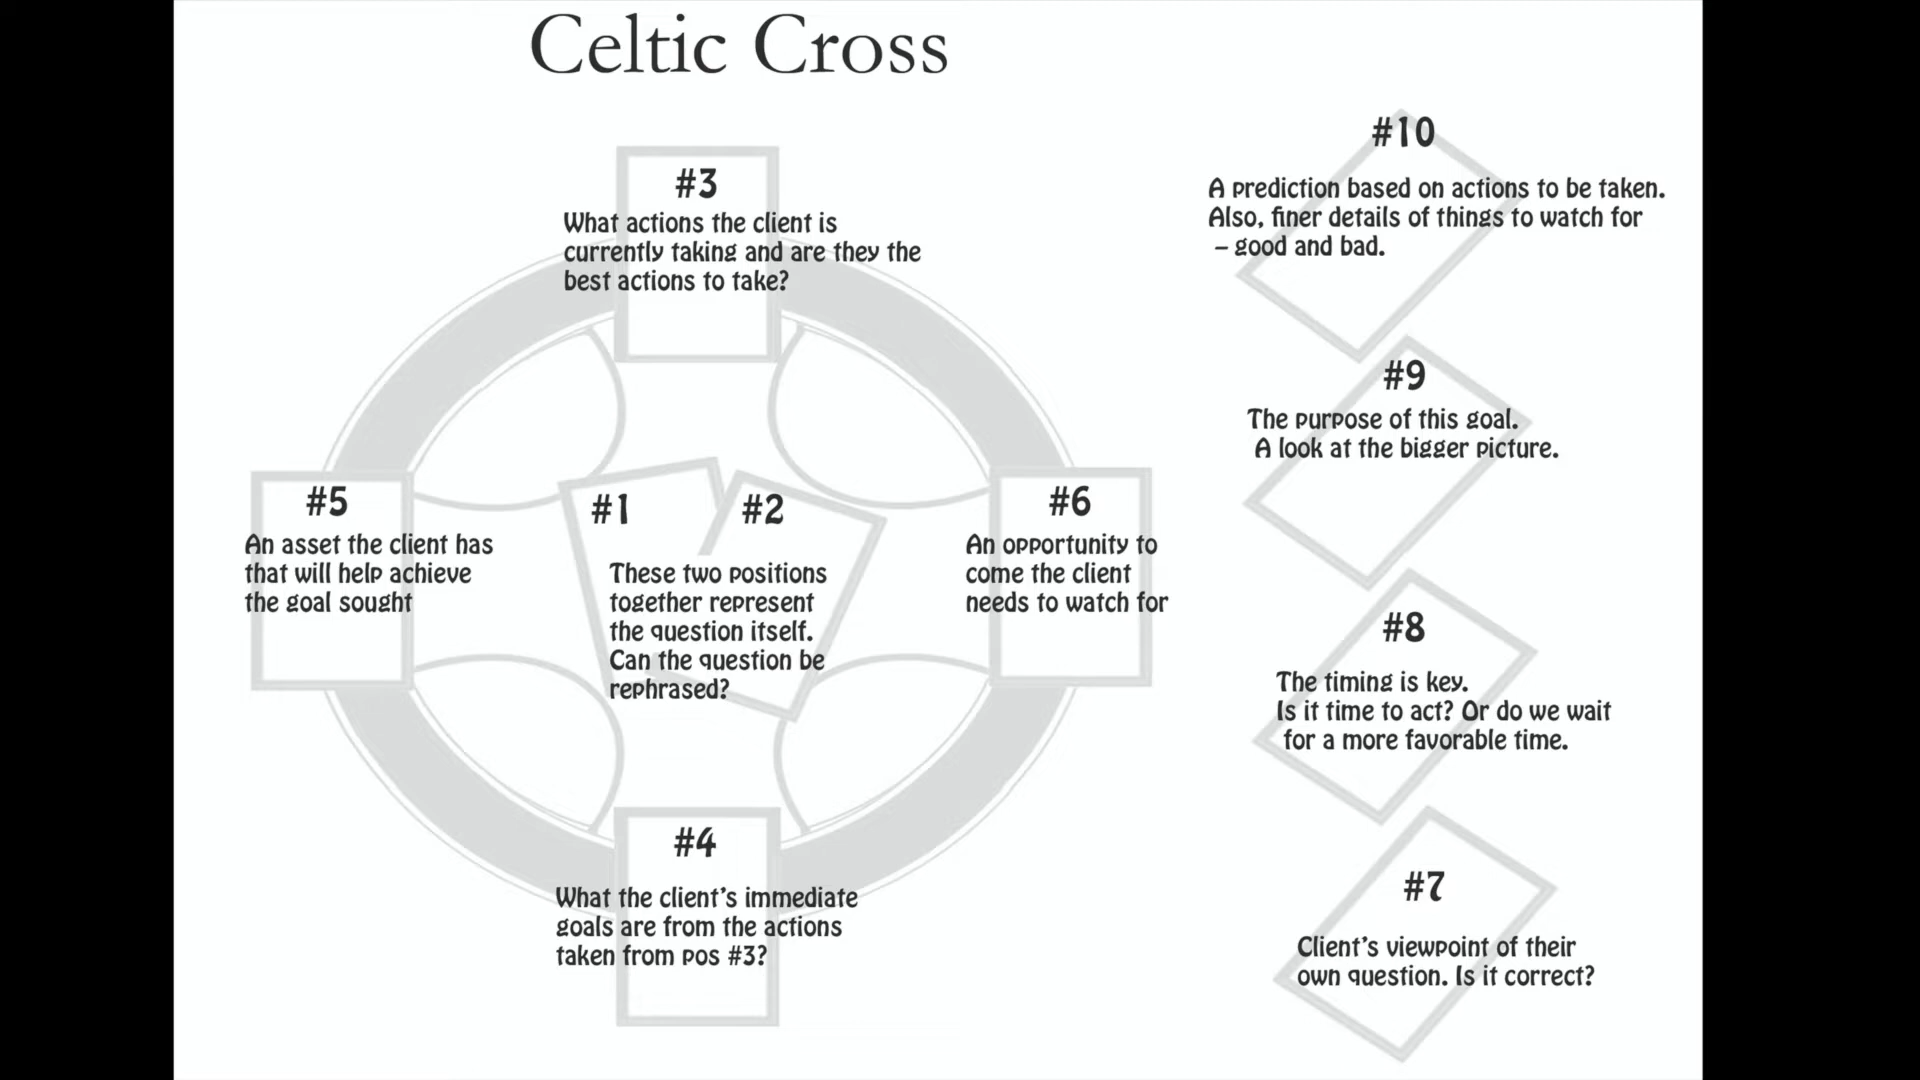 Celtic Cross
#3
What actions the client is
currently taking and are they the
best actions to take?
#5
An asset the client has
that will help achieve
the goal sought
#1
#2
These two positions
together represent
the question itself.
Can the question be
rephrased?
#6
An opportunity to
come the client
needs to watch for
#4
What the client's immediate
goals are from the actions
taken from pos #3?
#10
A prediction based on actions to be taken.
Also, finer details of things to watch for
– good and bad.
#9
The purpose of this goal.
A look at the bigger picture.
#8
The timing is key.
Is it time to act? Or do we wait
for a more favorable time.
#7
Client's viewpoint of their
own question. Is it correct?